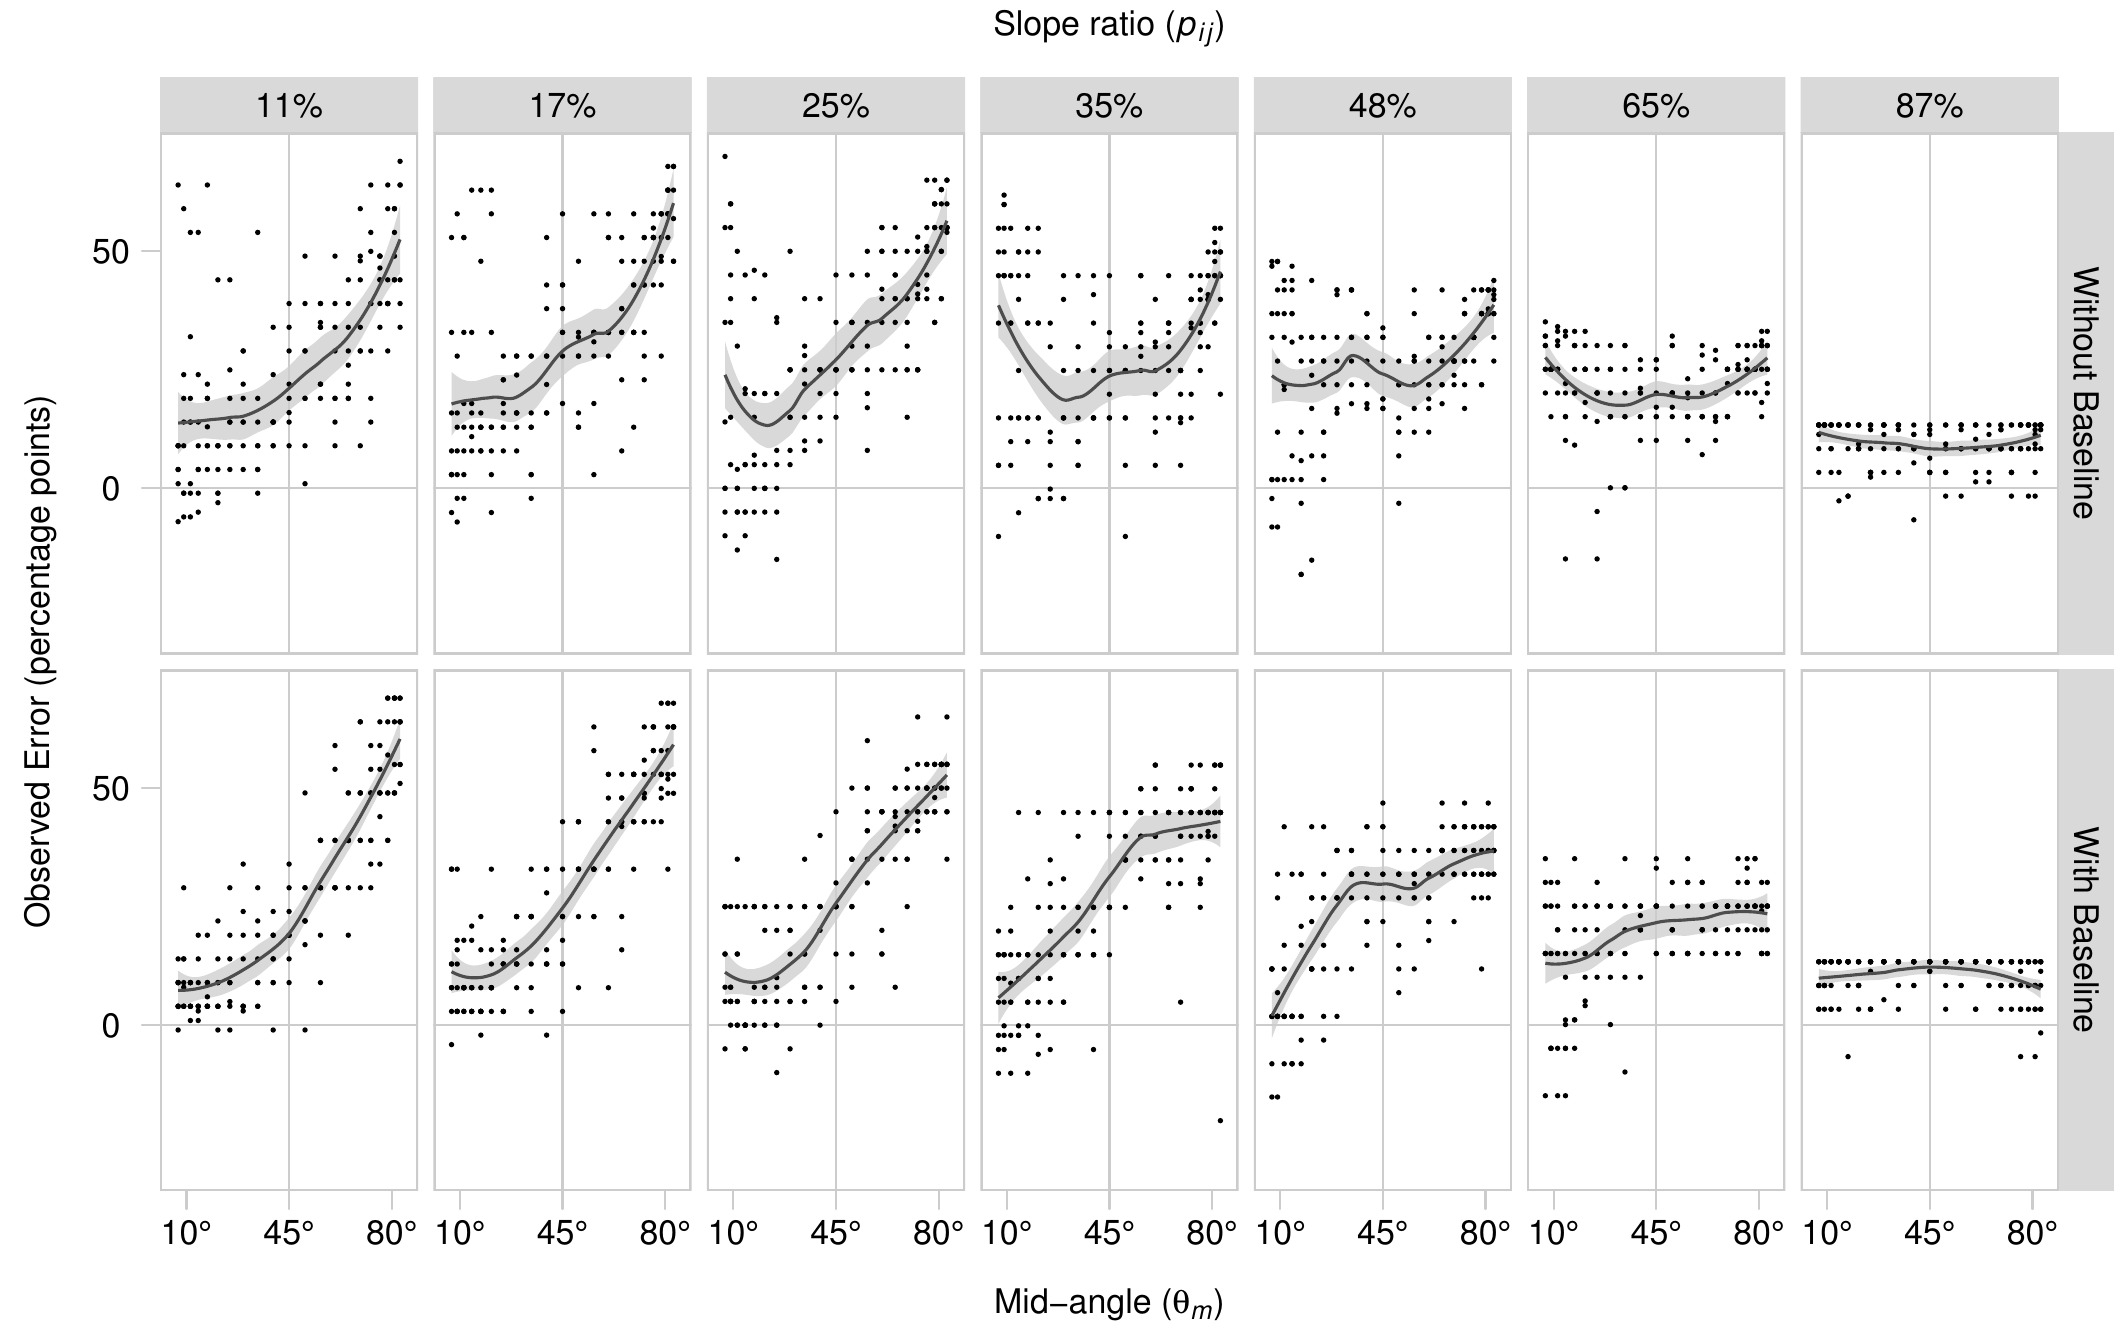 Slope ratio (pij)
11% 17% 25% 35% 48% 65% 87%
Observed Error (percentage points)
50
0
Without Baseline
50
0
With Baseline
10° 45° 80° 10° 45° 80° 10° 45° 80° 10° 45° 80° 10° 45° 80° 10° 45° 80° 10° 45° 80°
Mid−angle (θm)